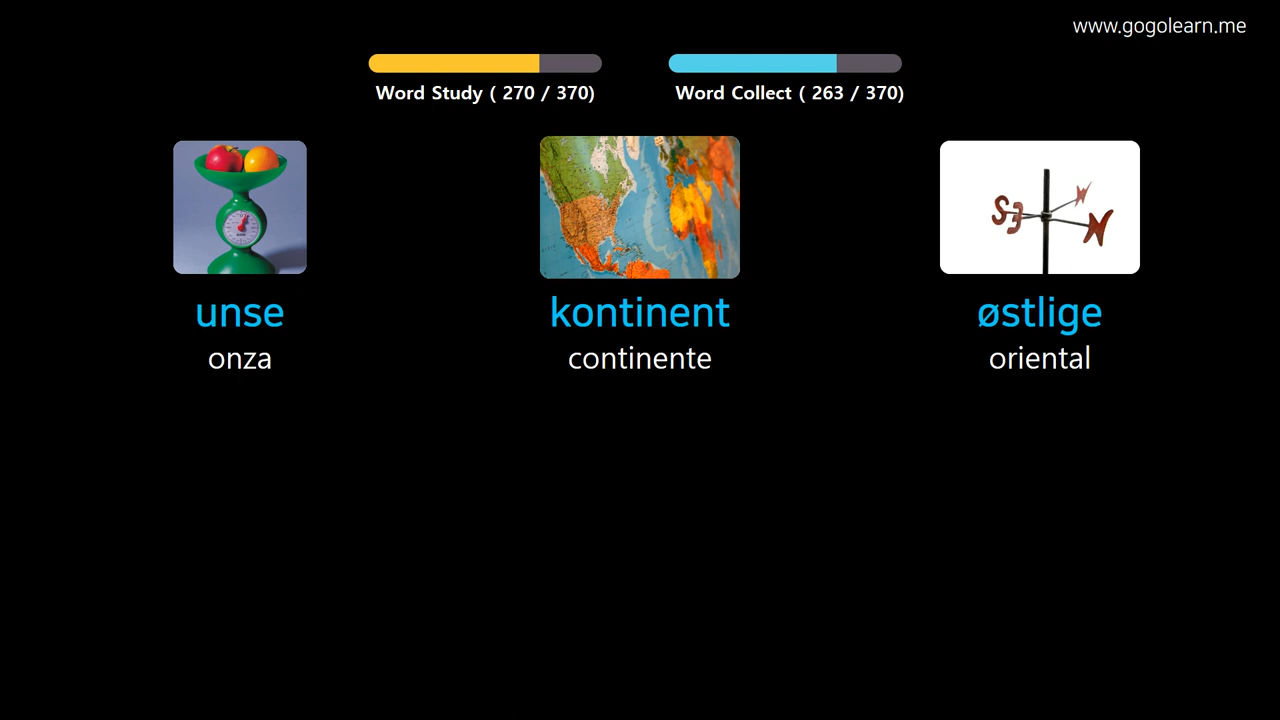 www.gogolearn.me
Word Study ( 270 / 370)
Word Collect ( 263 / 370)
unse
kontinent
østlige
onza
continente
oriental